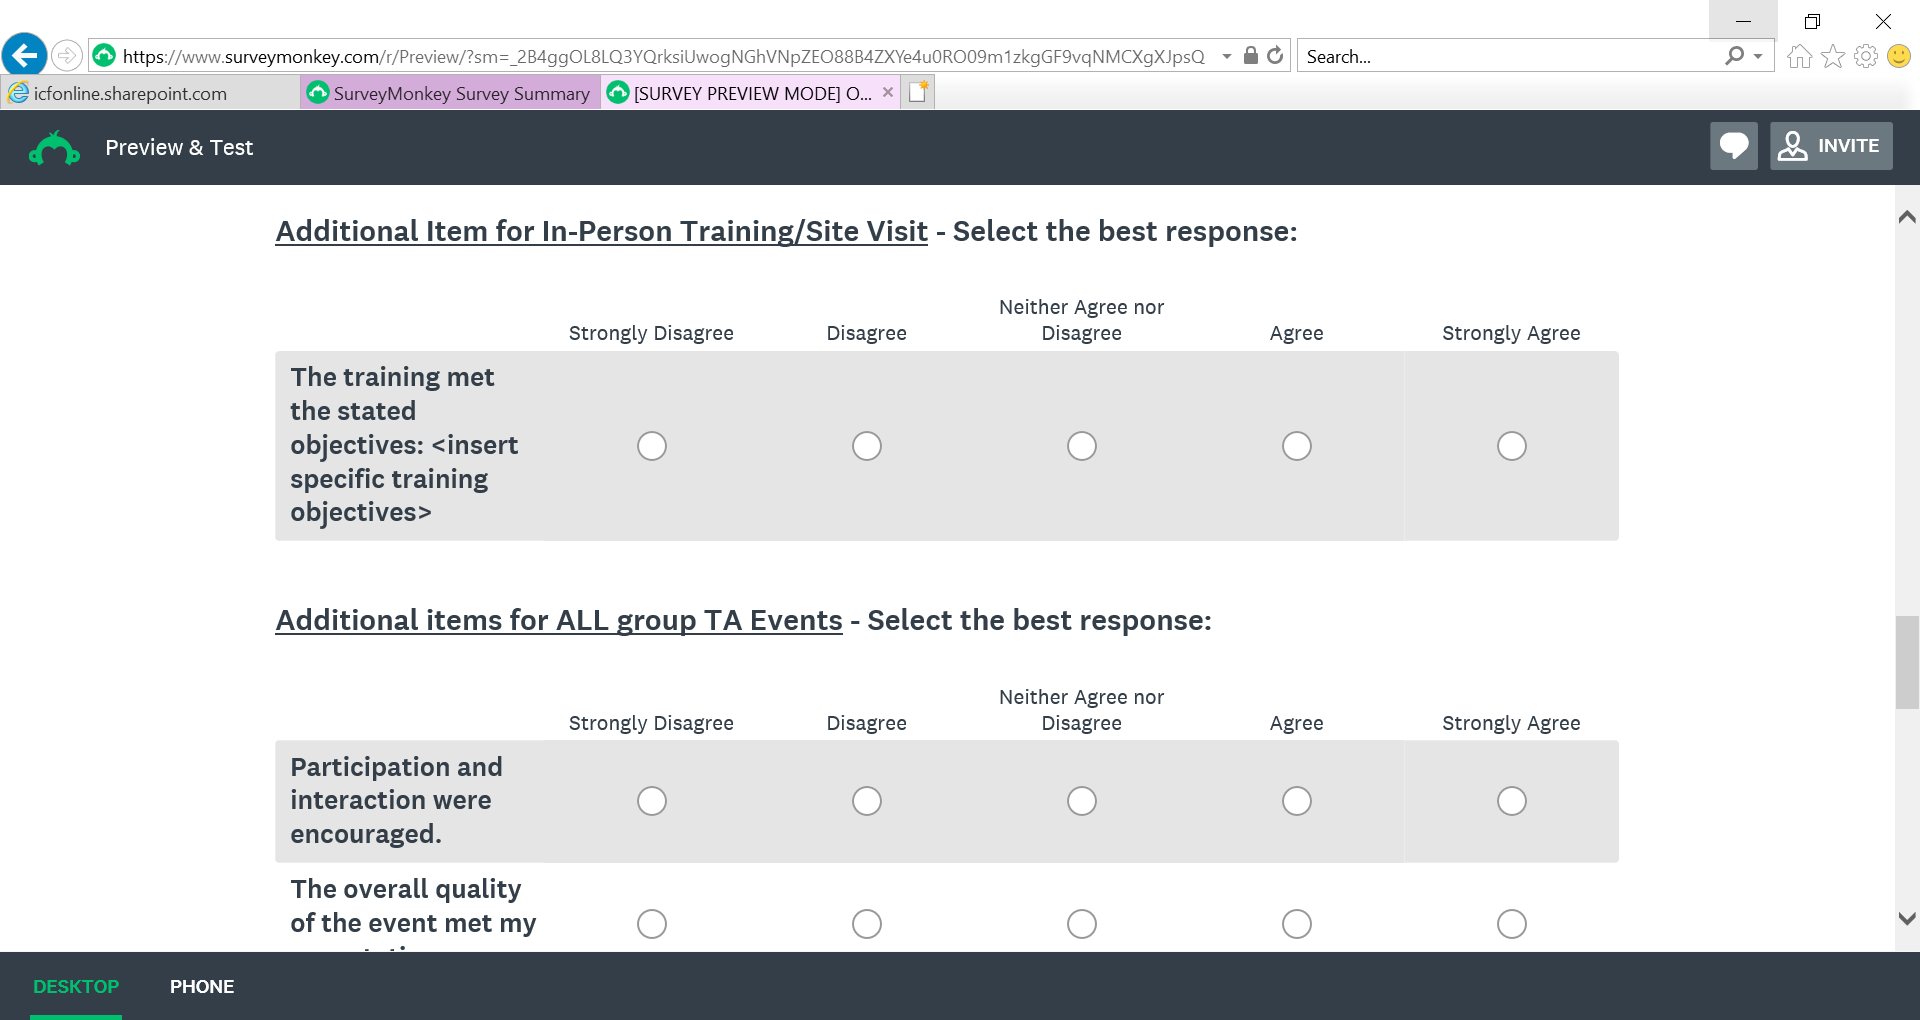 https://www.surveymonkey.com/r/Preview/?sm=_2B4ggOL8LQ3YQrksiUwogNGhVNpZEO88B4ZXYe4u0RO09m1zkgGF9vqNMCXgXJpsQ
Search...
icfonline.sharepoint.com
SurveyMonkey Survey Summary
[SURVEY PREVIEW MODE] O...
Preview & Test
INVITE
Additional Item for In-Person Training/Site Visit - Select the best response:
Neither Agree nor
Strongly Disagree Disagree Disagree Agree Strongly Agree
The training met
the stated
objectives: <insert
specific training
objectives>
Additional items for ALL group TA Events - Select the best response:
Neither Agree nor
Strongly Disagree Disagree Disagree Agree Strongly Agree
Participation and
interaction were
encouraged.
The overall quality
of the event met my
DESKTOP PHONE